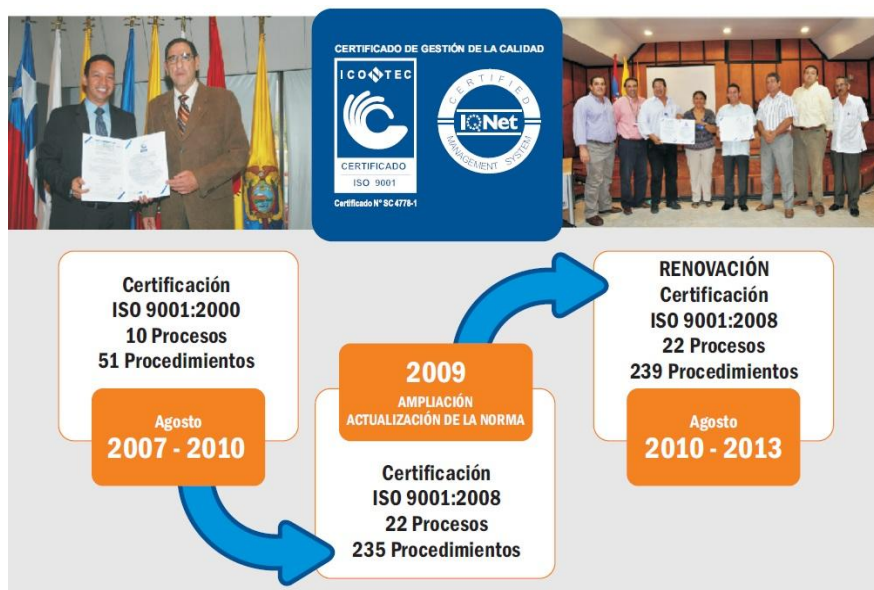 CERTIFICADO DE GESTIÓN DE LA CALIDAD
ICONTEC
CERTIFICADO
ISO 9001
Certificado N° SC 4778-1
CERTIFIED
IQNet
MANAGEMENT SYSTEM
Certificación
ISO 9001:2000
10 Procesos
51 Procedimientos
Agosto
2007 - 2010
2009
AMPLIACIÓN
ACTUALIZACIÓN DE LA NORMA
Certificación
ISO 9001:2008
22 Procesos
235 Procedimientos
RENOVACIÓN
Certificación
ISO 9001:2008
22 Procesos
239 Procedimientos
Agosto
2010 - 2013